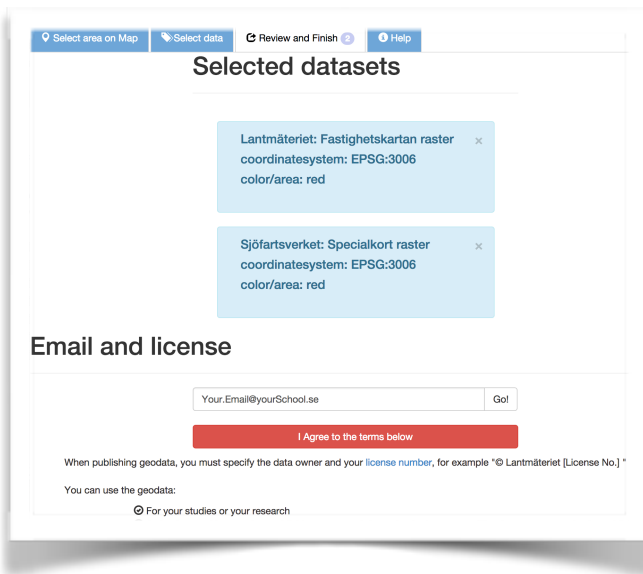 Select area on Map Select data Review and Finish 2 Help
Selected datasets
Lantmäteriet: Fastighetskartan raster ×
coordinatesystem: EPSG:3006
color/area: red
Sjöfartsverket: Specialkort raster ×
coordinatesystem: EPSG:3006
color/area: red
Email and license
Your.Email@yourSchool.se Go!
I Agree to the terms below
When publishing geodata, you must specify the data owner and your license number, for example "© Lantmäteriet [License No.] "
You can use the geodata:
For your studies or your research